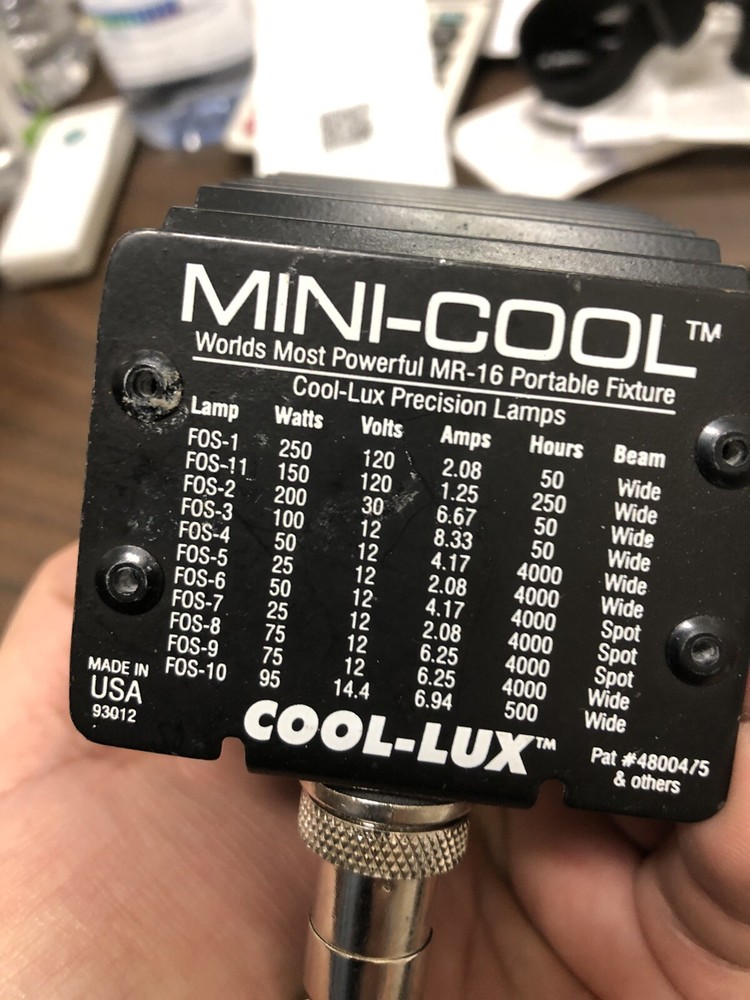 MINI-COOL™
Worlds Most Powerful MR-16 Portable Fixture
Cool-Lux Precision Lamps
Lamp Watts Volts Amps Hours Beam
FOS-1 250 120 2.08 50 Wide
FOS-11 150 120 1.25 250 Wide
FOS-2 200 30 6.67 50 Wide
FOS-3 100 12 8.33 50 Wide
FOS-4 50 12 4.17 4000 Wide
FOS-5 25 12 2.08 4000 Wide
FOS-6 50 12 4.17 4000 Spot
FOS-7 25 12 2.08 4000 Spot
FOS-8 75 12 6.25 4000 Spot
FOS-9 75 12 6.25 4000 Wide
FOS-10 95 14.4 6.94 500 Wide
MADE IN
USA
93012
COOL-LUX™
Pat #4800475
& others